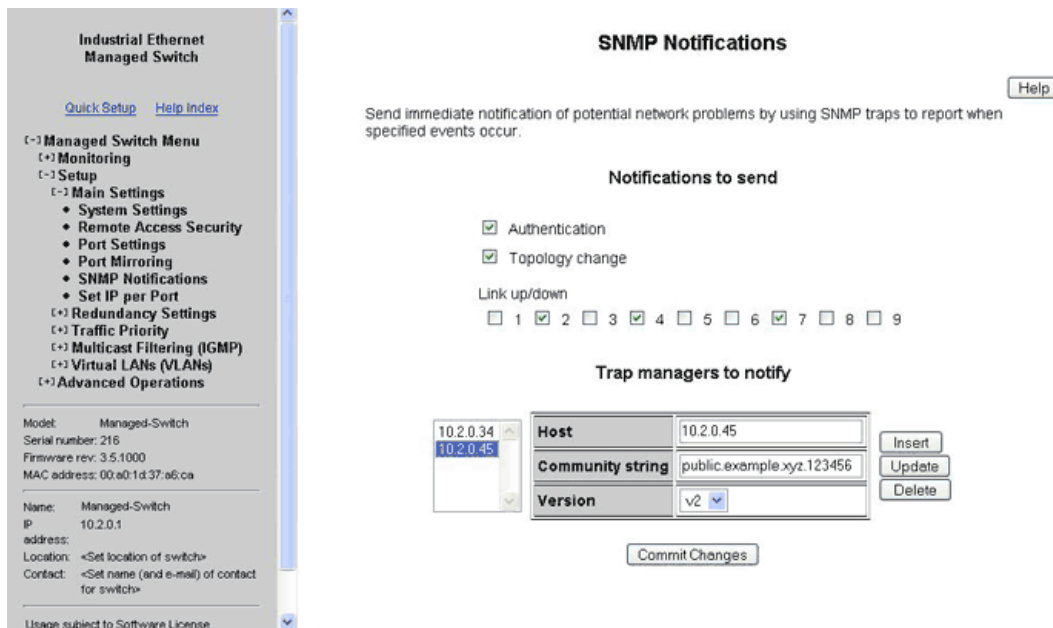 Industrial Ethernet
Managed Switch
Quick Setup Help Index
[-] Managed Switch Menu
[+] Monitoring
[-] Setup
[-] Main Settings
• System Settings
• Remote Access Security
• Port Settings
• Port Mirroring
• SNMP Notifications
• Set IP per Port
[+] Redundancy Settings
[+] Traffic Priority
[+] Multicast Filtering (IGMP)
[+] Virtual LANs (VLANs)
[+] Advanced Operations
Model: Managed-Switch
Serial number: 216
Firmware rev: 3.5.1000
MAC address: 00:a0:1d:37:a6:ca
Name: Managed-Switch
IP address: 10.2.0.1
Location: <Set location of switch>
Contact: <Set name (and e-mail) of contact
for switch>
Usage subject to Software License
SNMP Notifications
Help
Send immediate notification of potential network problems by using SNMP traps to report when
specified events occur.
Notifications to send
Authentication
Topology change
Link up/down
1 2 3 4 5 6 7 8 9
Trap managers to notify
10.2.0.34
10.2.0.45
Host 10.2.0.45
Community string public.example.xyz.123456
Version v2
Insert
Update
Delete
Commit Changes